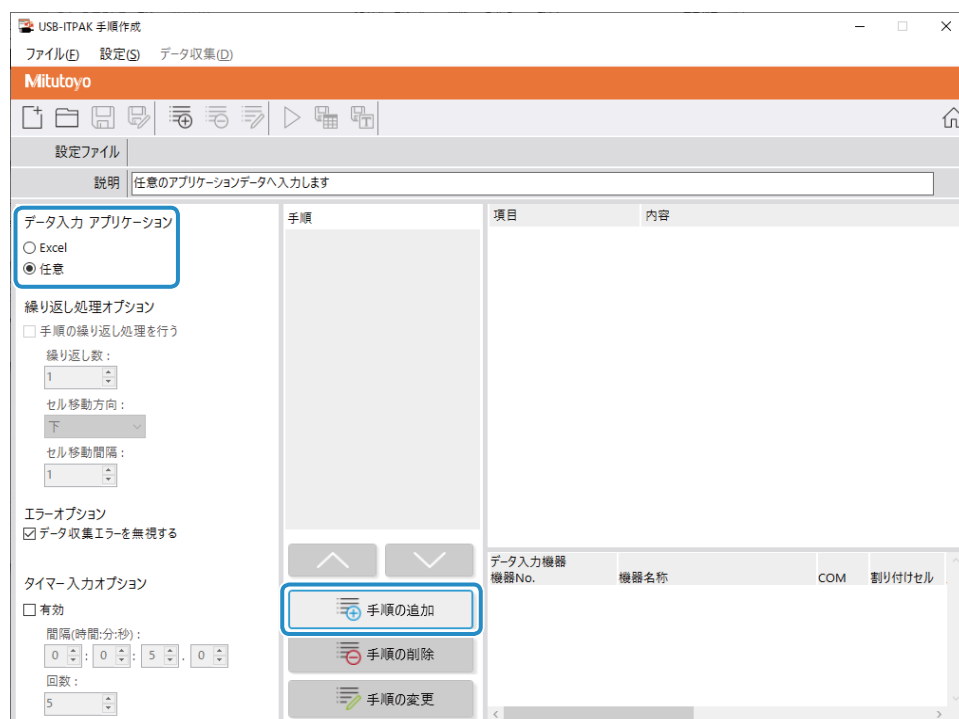 USB-ITPAK 手順作成
ファイル(F) 設定(S) データ収集(D)
Mitutoyo
設定ファイル
説明 任意のアプリケーションデータへ入力します
データ入力 アプリケーション
Excel
任意
繰り返し処理オプション
手順の繰り返し処理を行う
繰り返し数 :
1
セル移動方向 :
下
セル移動間隔 :
1
エラーオプション
データ収集エラーを無視する
タイマー入力オプション
有効
間隔(時間:分:秒) :
0 : 0 : 5 . 0
回数 :
5
手順
手順の追加
手順の削除
手順の変更
項目 内容
データ入力機器
機器No. 機器名称 COM 割り付けセル